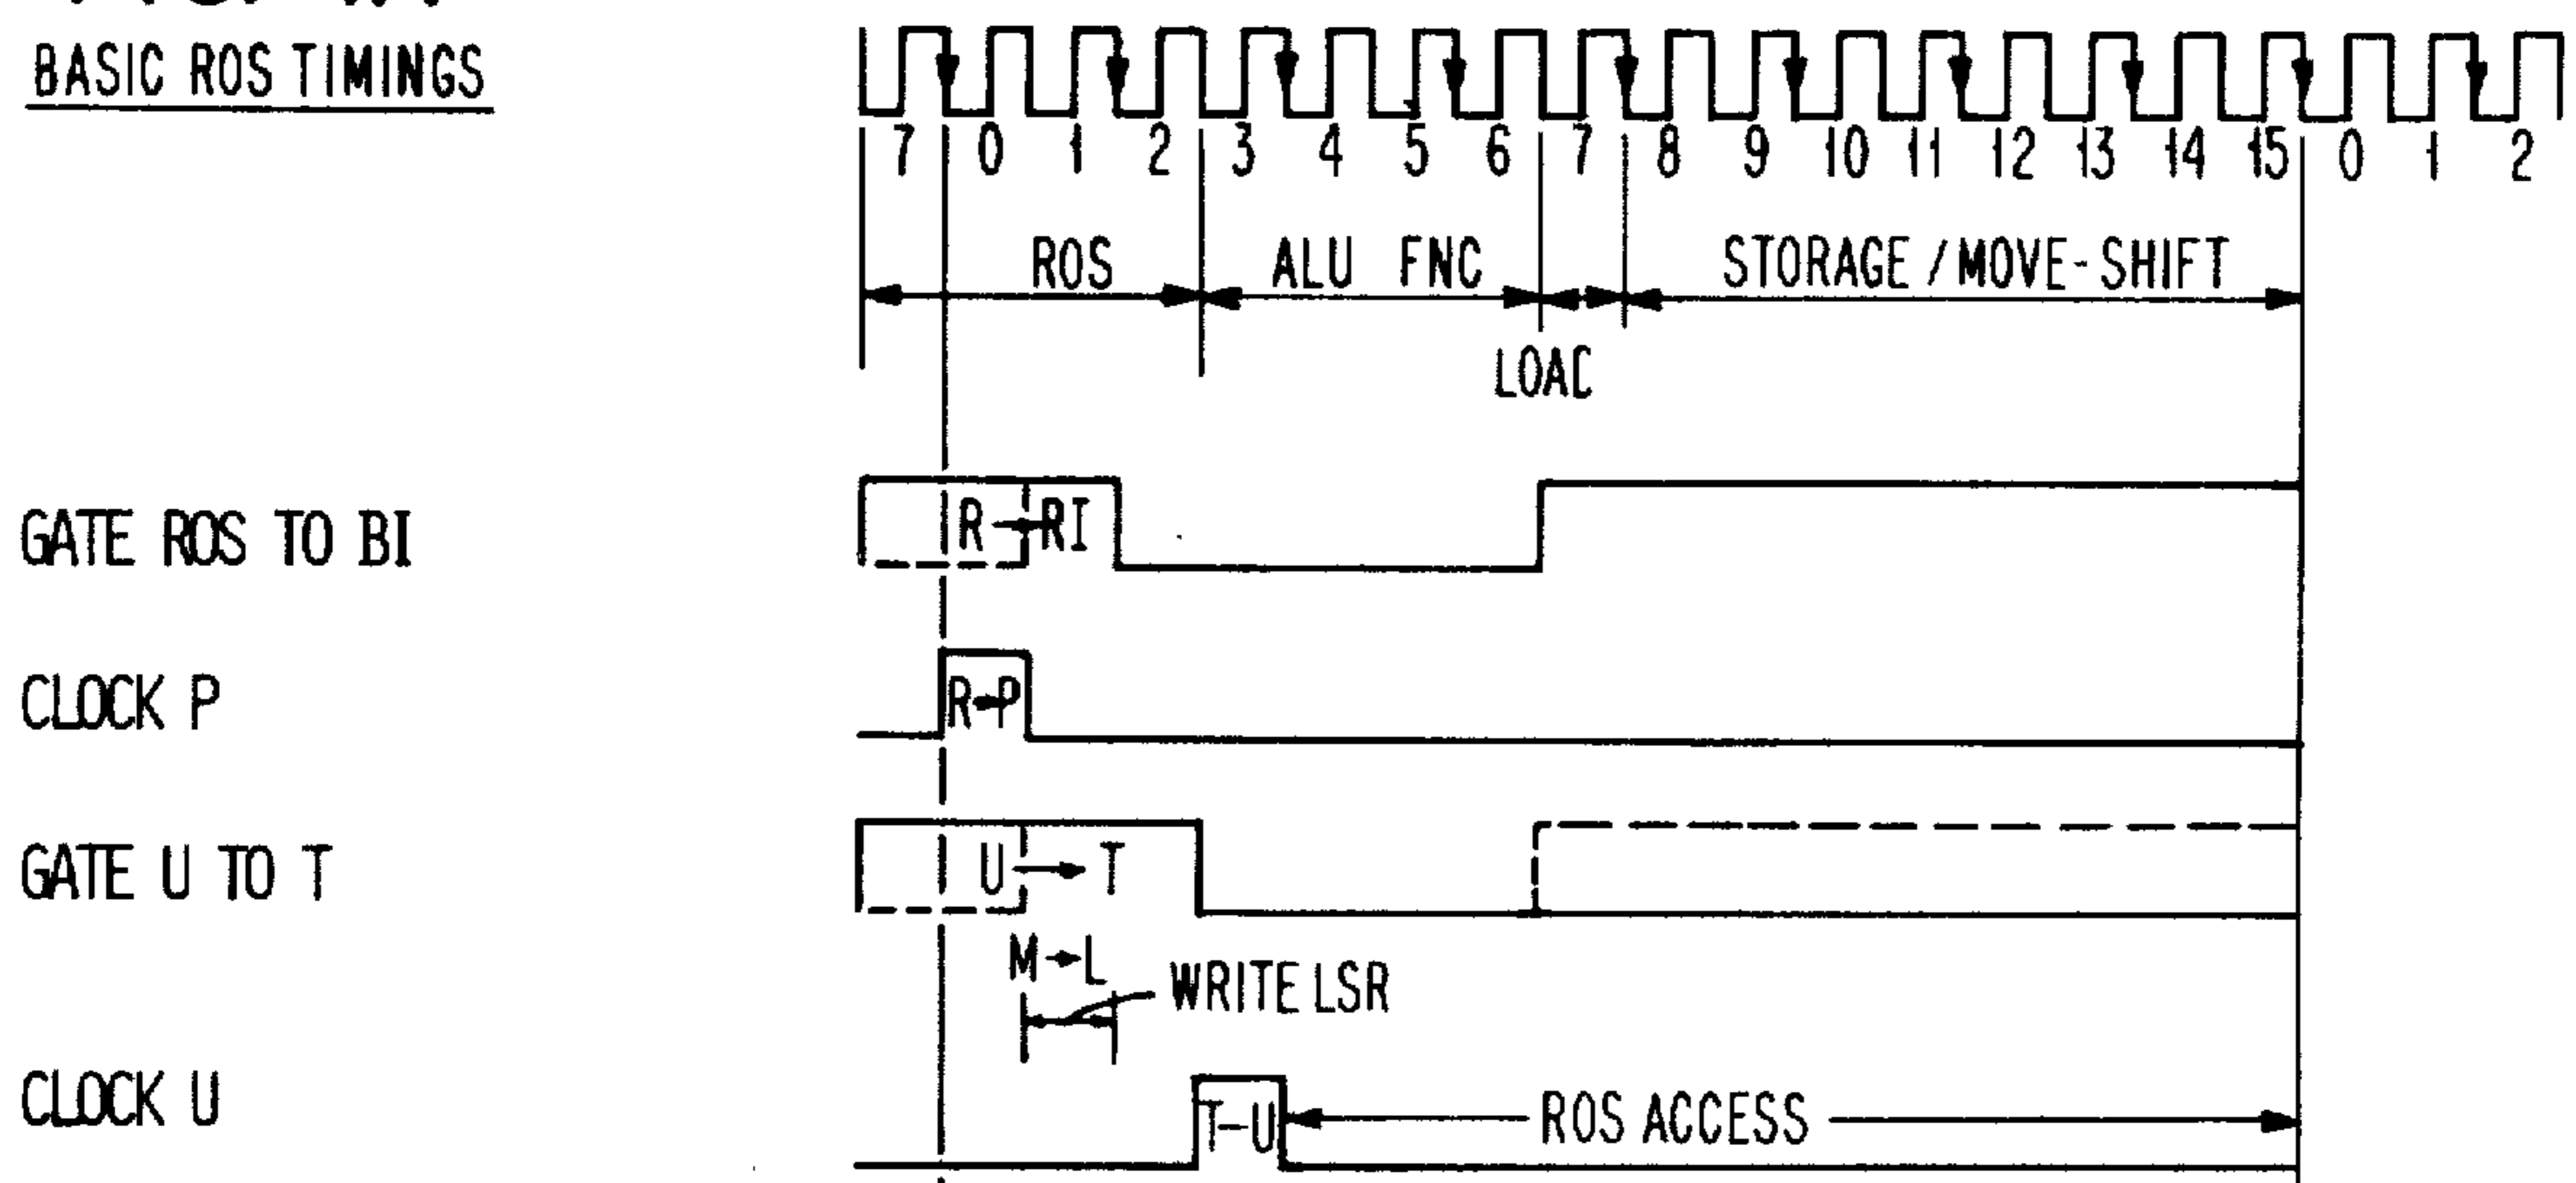 BASIC ROS TIMINGS
7 0 1 2 3 4 5 6 7 8 9 10 11 12 13 14 15 0 1 2
ROS ALU FNC STORAGE / MOVE-SHIFT
LOAD
GATE ROS TO BI R→RI
CLOCK P R→P
GATE U TO T U→T
M→L
WRITE LSR
CLOCK U T–U ROS ACCESS